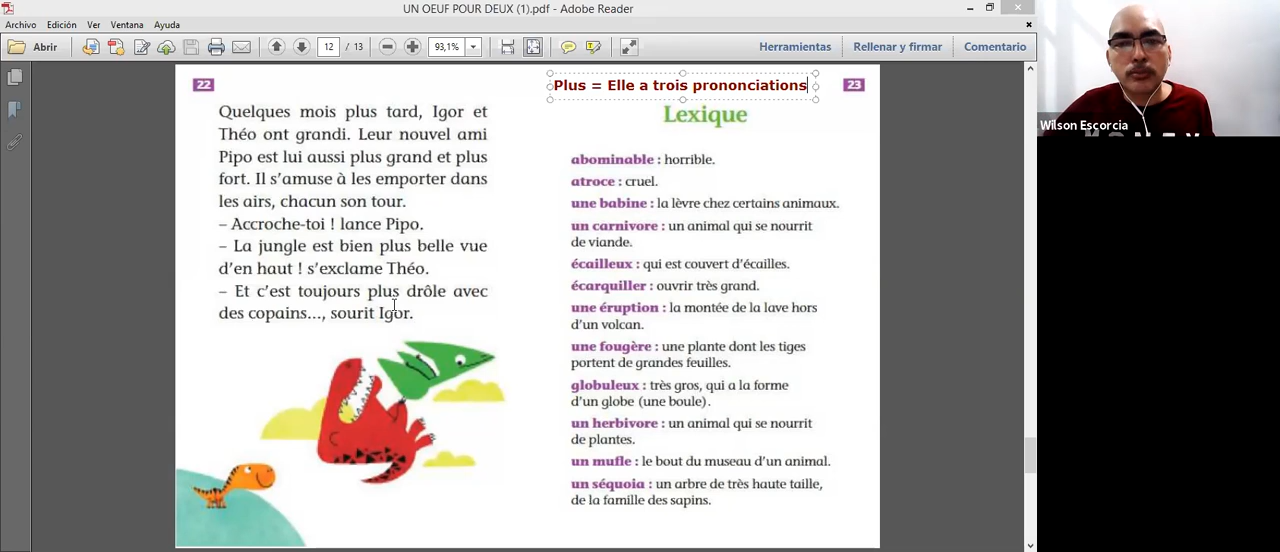 UN OEUF POUR DEUX (1).pdf - Adobe Reader
Archivo Edición Ver Ventana Ayuda
Abrir
12 / 13
93,1%
Herramientas Rellenar y firmar Comentario
22
Quelques mois plus tard, Igor et
Théo ont grandi. Leur nouvel ami
Pipo est lui aussi plus grand et plus
fort. Il s'amuse à les emporter dans
les airs, chacun son tour.
– Accroche-toi ! lance Pipo.
– La jungle est bien plus belle vue
d'en haut ! s'exclame Théo.
– Et c'est toujours plus drôle avec
des copains..., sourit Igor.
Plus = Elle a trois prononciations
23
Lexique
abominable : horrible.
atroce : cruel.
une babine : la lèvre chez certains animaux.
un carnivore : un animal qui se nourrit
de viande.
écailleux : qui est couvert d'écailles.
écarquiller : ouvrir très grand.
une éruption : la montée de la lave hors
d'un volcan.
une fougère : une plante dont les tiges
portent de grandes feuilles.
globuleux : très gros, qui a la forme
d'un globe (une boule).
un herbivore : un animal qui se nourrit
de plantes.
un mufle : le bout du museau d'un animal.
un séquoia : un arbre de très haute taille,
de la famille des sapins.
Wilson Escorcia